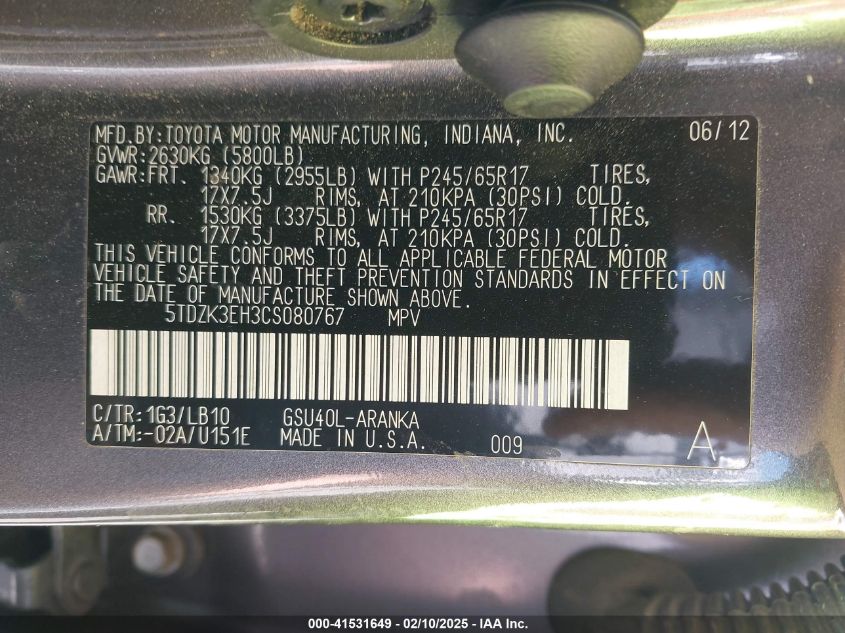 MFD.BY:TOYOTA MOTOR MANUFACTURING, INDIANA, INC. 06/12
GVWR:2630KG (5800LB)
GAWR:FRT. 1340KG (2955LB) WITH P245/65R17 TIRES,
17X7.5J RIMS, AT 210KPA (30PSI) COLD.
RR. 1530KG (3375LB) WITH P245/65R17 TIRES,
17X7.5J RIMS, AT 210KPA (30PSI) COLD.
THIS VEHICLE CONFORMS TO ALL APPLICABLE FEDERAL MOTOR
VEHICLE SAFETY AND THEFT PREVENTION STANDARDS IN EFFECT ON
THE DATE OF MANUFACTURE SHOWN ABOVE.
5TDZK3EH3CS080767 MPV
C/TR:1G3/LB10 GSU40L-ARANKA
A/TM:-02A/U151E MADE IN U.S.A. 009 A
000-41531649 - 02/10/2025 - IAA Inc.